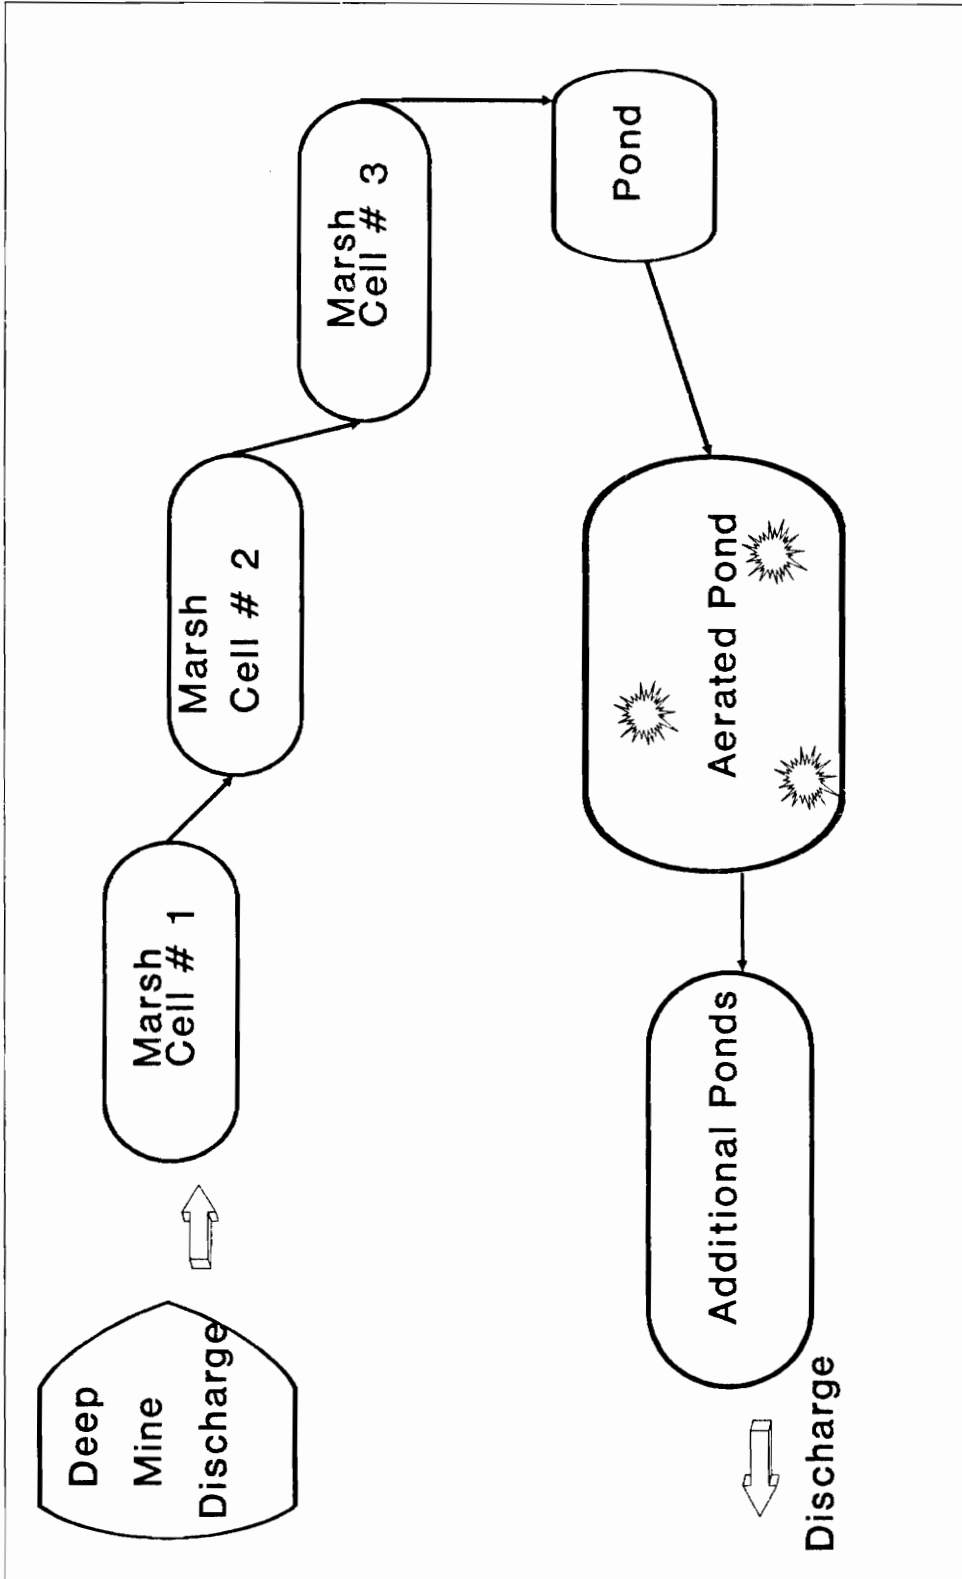 Deep
Mine
Discharge
Marsh
Cell # 1
Marsh
Cell # 2
Marsh
Cell # 3
Pond
Aerated Pond
Additional Ponds
Discharge